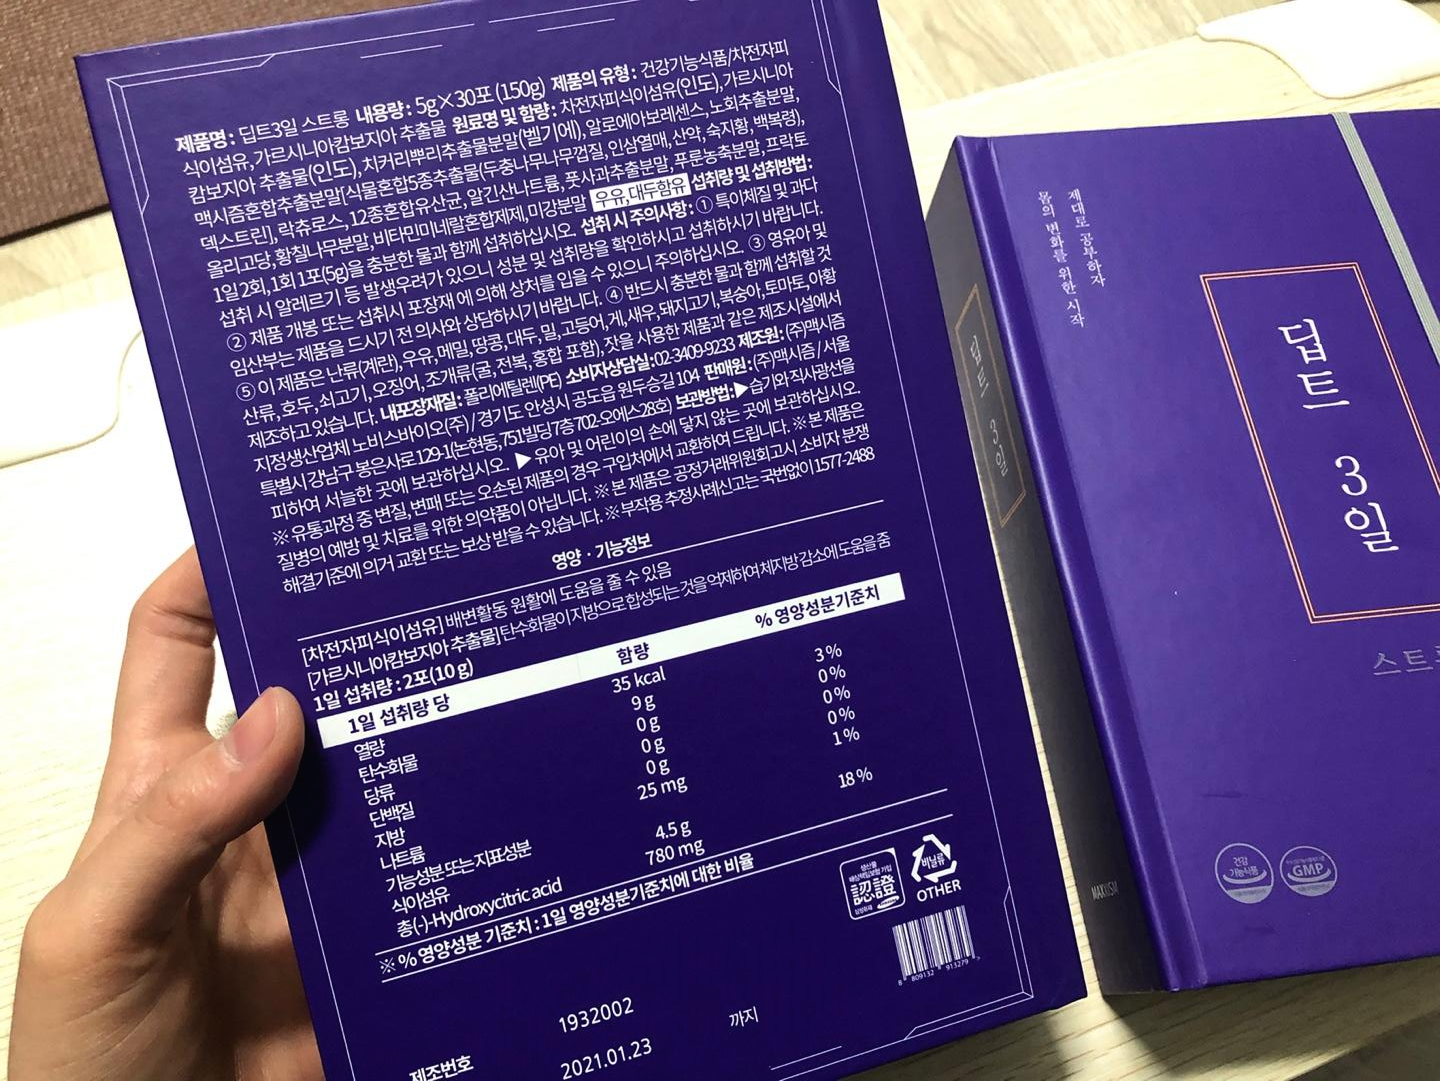 제품명 : 딥트3일 스트롱 내용량 : 5g×30포 (150g) 제품의 유형 : 건강기능식품/차전자피
식이섬유, 가르시니아캄보지아 추출물 원료명 및 함량 : 차전자피식이섬유(인도), 가르시니아
캄보지아 추출물(인도), 치커리뿌리추출물분말(벨기에), 알로에아보레센스, 노회추출분말,
맥시즘혼합추출분말[식물혼합5종추출물(두충나무나무껍질, 인삼열매, 산약, 숙지황, 백복령),
덱스트린], 락츄로스, 12종혼합유산균, 알긴산나트륨, 풋사과추출분말, 푸룬농축분말, 프락토
올리고당, 황칠나무분말, 비타민미네랄혼합제제, 미강분말 우유, 대두함유 섭취량 및 섭취방법 :
1일 2회, 1회 1포(5g)을 충분한 물과 함께 섭취하십시오. 섭취 시 주의사항 : ① 특이체질 및 과다
섭취 시 알레르기 등 발생우려가 있으니 성분 및 섭취량을 확인하시고 섭취하시기 바랍니다.
② 제품 개봉 또는 섭취시 포장재 에 의해 상처를 입을 수 있으니 주의하십시오. ③ 영유아 및
임산부는 제품을 드시기 전 의사와 상담하시기 바랍니다. ④ 반드시 충분한 물과 함께 섭취할 것
⑤ 이 제품은 난류(계란), 우유, 메밀, 땅콩, 대두, 밀, 고등어, 게, 새우, 돼지고기, 복숭아, 토마토, 아황
산류, 호두, 쇠고기, 오징어, 조개류(굴, 전복, 홍합 포함), 잣을 사용한 제품과 같은 제조시설에서
제조하고 있습니다. 내포장재질 : 폴리에틸렌(PE) 소비자상담실 : 02-3409-9233 제조원 : (주)맥시즘
지정생산업체 노비스바이오(주) / 경기도 안성시 공도읍 원두승길 104 판매원 : (주)맥시즘 / 서울
특별시 강남구 봉은사로 129-1(논현동, 751빌딩 7층 702-오에스28호) 보관방법 : ▶습기와 직사광선을
피하여 서늘한 곳에 보관하십시오. ▶유아 및 어린이의 손에 닿지 않는 곳에 보관하십시오.
※ 유통과정 중 변질, 변패 또는 오손된 제품의 경우 구입처에서 교환하여 드립니다. ※ 본 제품은
질병의 예방 및 치료를 위한 의약품이 아닙니다. ※ 본 제품은 공정거래위원회고시 소비자 분쟁
해결기준에 의거 교환 또는 보상 받을 수 있습니다. ※ 부작용 추정사례신고는 국번없이 1577-2488
영양 · 기능정보
[차전자피식이섬유] 배변활동 원활에 도움을 줄 수 있음
[가르시니아캄보지아 추출물] 탄수화물이 지방으로 합성되는 것을 억제하여 체지방 감소에 도움을 줌
1일 섭취량 : 2포(10 g)
1일 섭취량 당 함량 % 영양성분기준치
열량 35 kcal
탄수화물 9 g 3 %
당류 0 g 0 %
단백질 0 g 0 %
지방 0 g 0 %
나트륨 25 mg 1 %
기능성분 또는 지표성분
식이섬유 4.5 g 18 %
총(-)-Hydroxycitric acid 780 mg
※ % 영양성분 기준치 : 1일 영양성분기준치에 대한 비율
생산물
배상책임보험 가입
認證
비닐류
OTHER
8 809132 913279
제조번호 1932002
2021.01.23 까지
제대로 공부하자
몸의 변화를 위한 시작
딥트 3일
스트
건강
기능식품
GMP
딥트 3일
MAXXISM